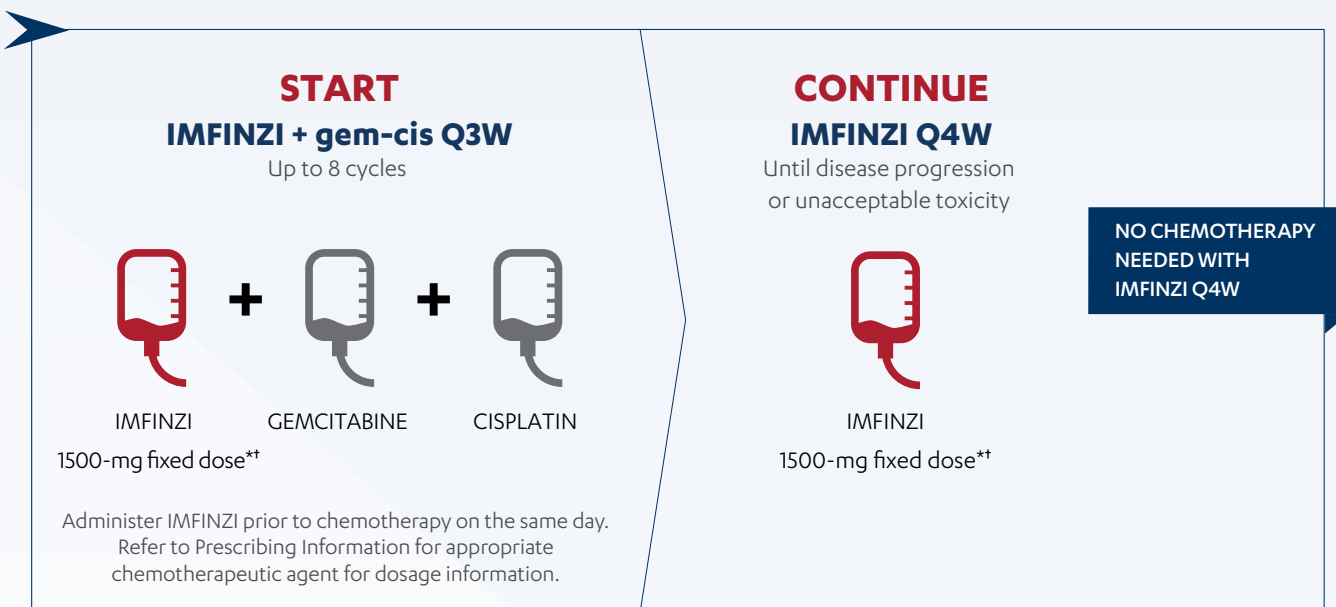 START
IMFINZI + gem-cis Q3W
Up to 8 cycles
IMFINZI
GEMCITABINE
CISPLATIN
1500-mg fixed dose*†
Administer IMFINZI prior to chemotherapy on the same day.
Refer to Prescribing Information for appropriate
chemotherapeutic agent for dosage information.
CONTINUE
IMFINZI Q4W
Until disease progression
or unacceptable toxicity
IMFINZI
1500-mg fixed dose*†
NO CHEMOTHERAPY
NEEDED WITH
IMFINZI Q4W